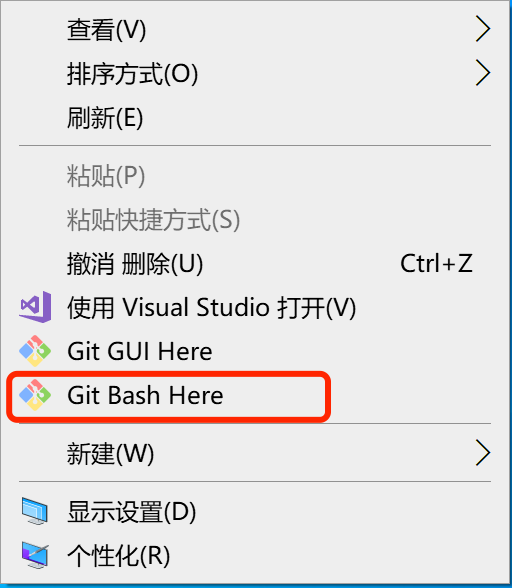 查看(V)
排序方式(O)
刷新(E)
粘贴(P)
粘贴快捷方式(S)
撤消 删除(U) Ctrl+Z
使用 Visual Studio 打开(V)
Git GUI Here
Git Bash Here
新建(W)
显示设置(D)
个性化(R)